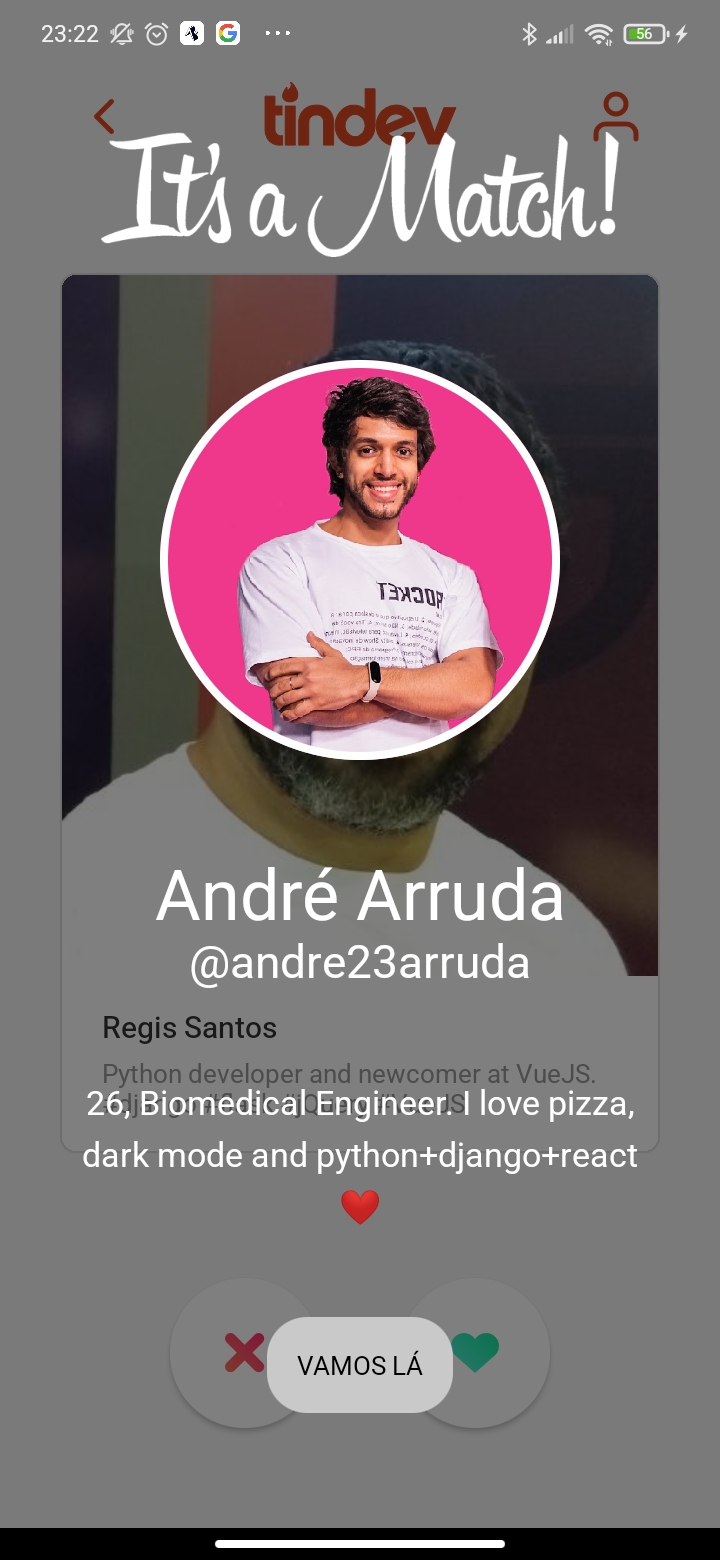 23:22
56
tindev
It's a Match!
ROCKET
André Arruda
@andre23arruda
Regis Santos
Python developer and newcomer at VueJS.
26, Biomedical Engineer. I love pizza,
dark mode and python+django+react
❤️
VAMOS LÁ